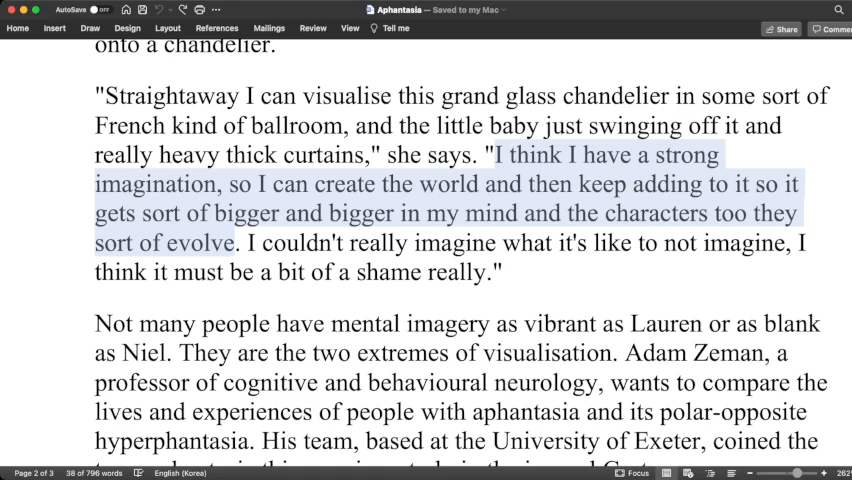 AutoSave OFF
Aphantasia — Saved to my Mac
Home Insert Draw Design Layout References Mailings Review View Tell me Share Commen
onto a chandelier.
"Straightaway I can visualise this grand glass chandelier in some sort of
French kind of ballroom, and the little baby just swinging off it and
really heavy thick curtains," she says. "I think I have a strong
imagination, so I can create the world and then keep adding to it so it
gets sort of bigger and bigger in my mind and the characters too they
sort of evolve. I couldn't really imagine what it's like to not imagine, I
think it must be a bit of a shame really."
Not many people have mental imagery as vibrant as Lauren or as blank
as Niel. They are the two extremes of visualisation. Adam Zeman, a
professor of cognitive and behavioural neurology, wants to compare the
lives and experiences of people with aphantasia and its polar-opposite
hyperphantasia. His team, based at the University of Exeter, coined the
Page 2 of 3 38 of 796 words English (Korea) Focus 262